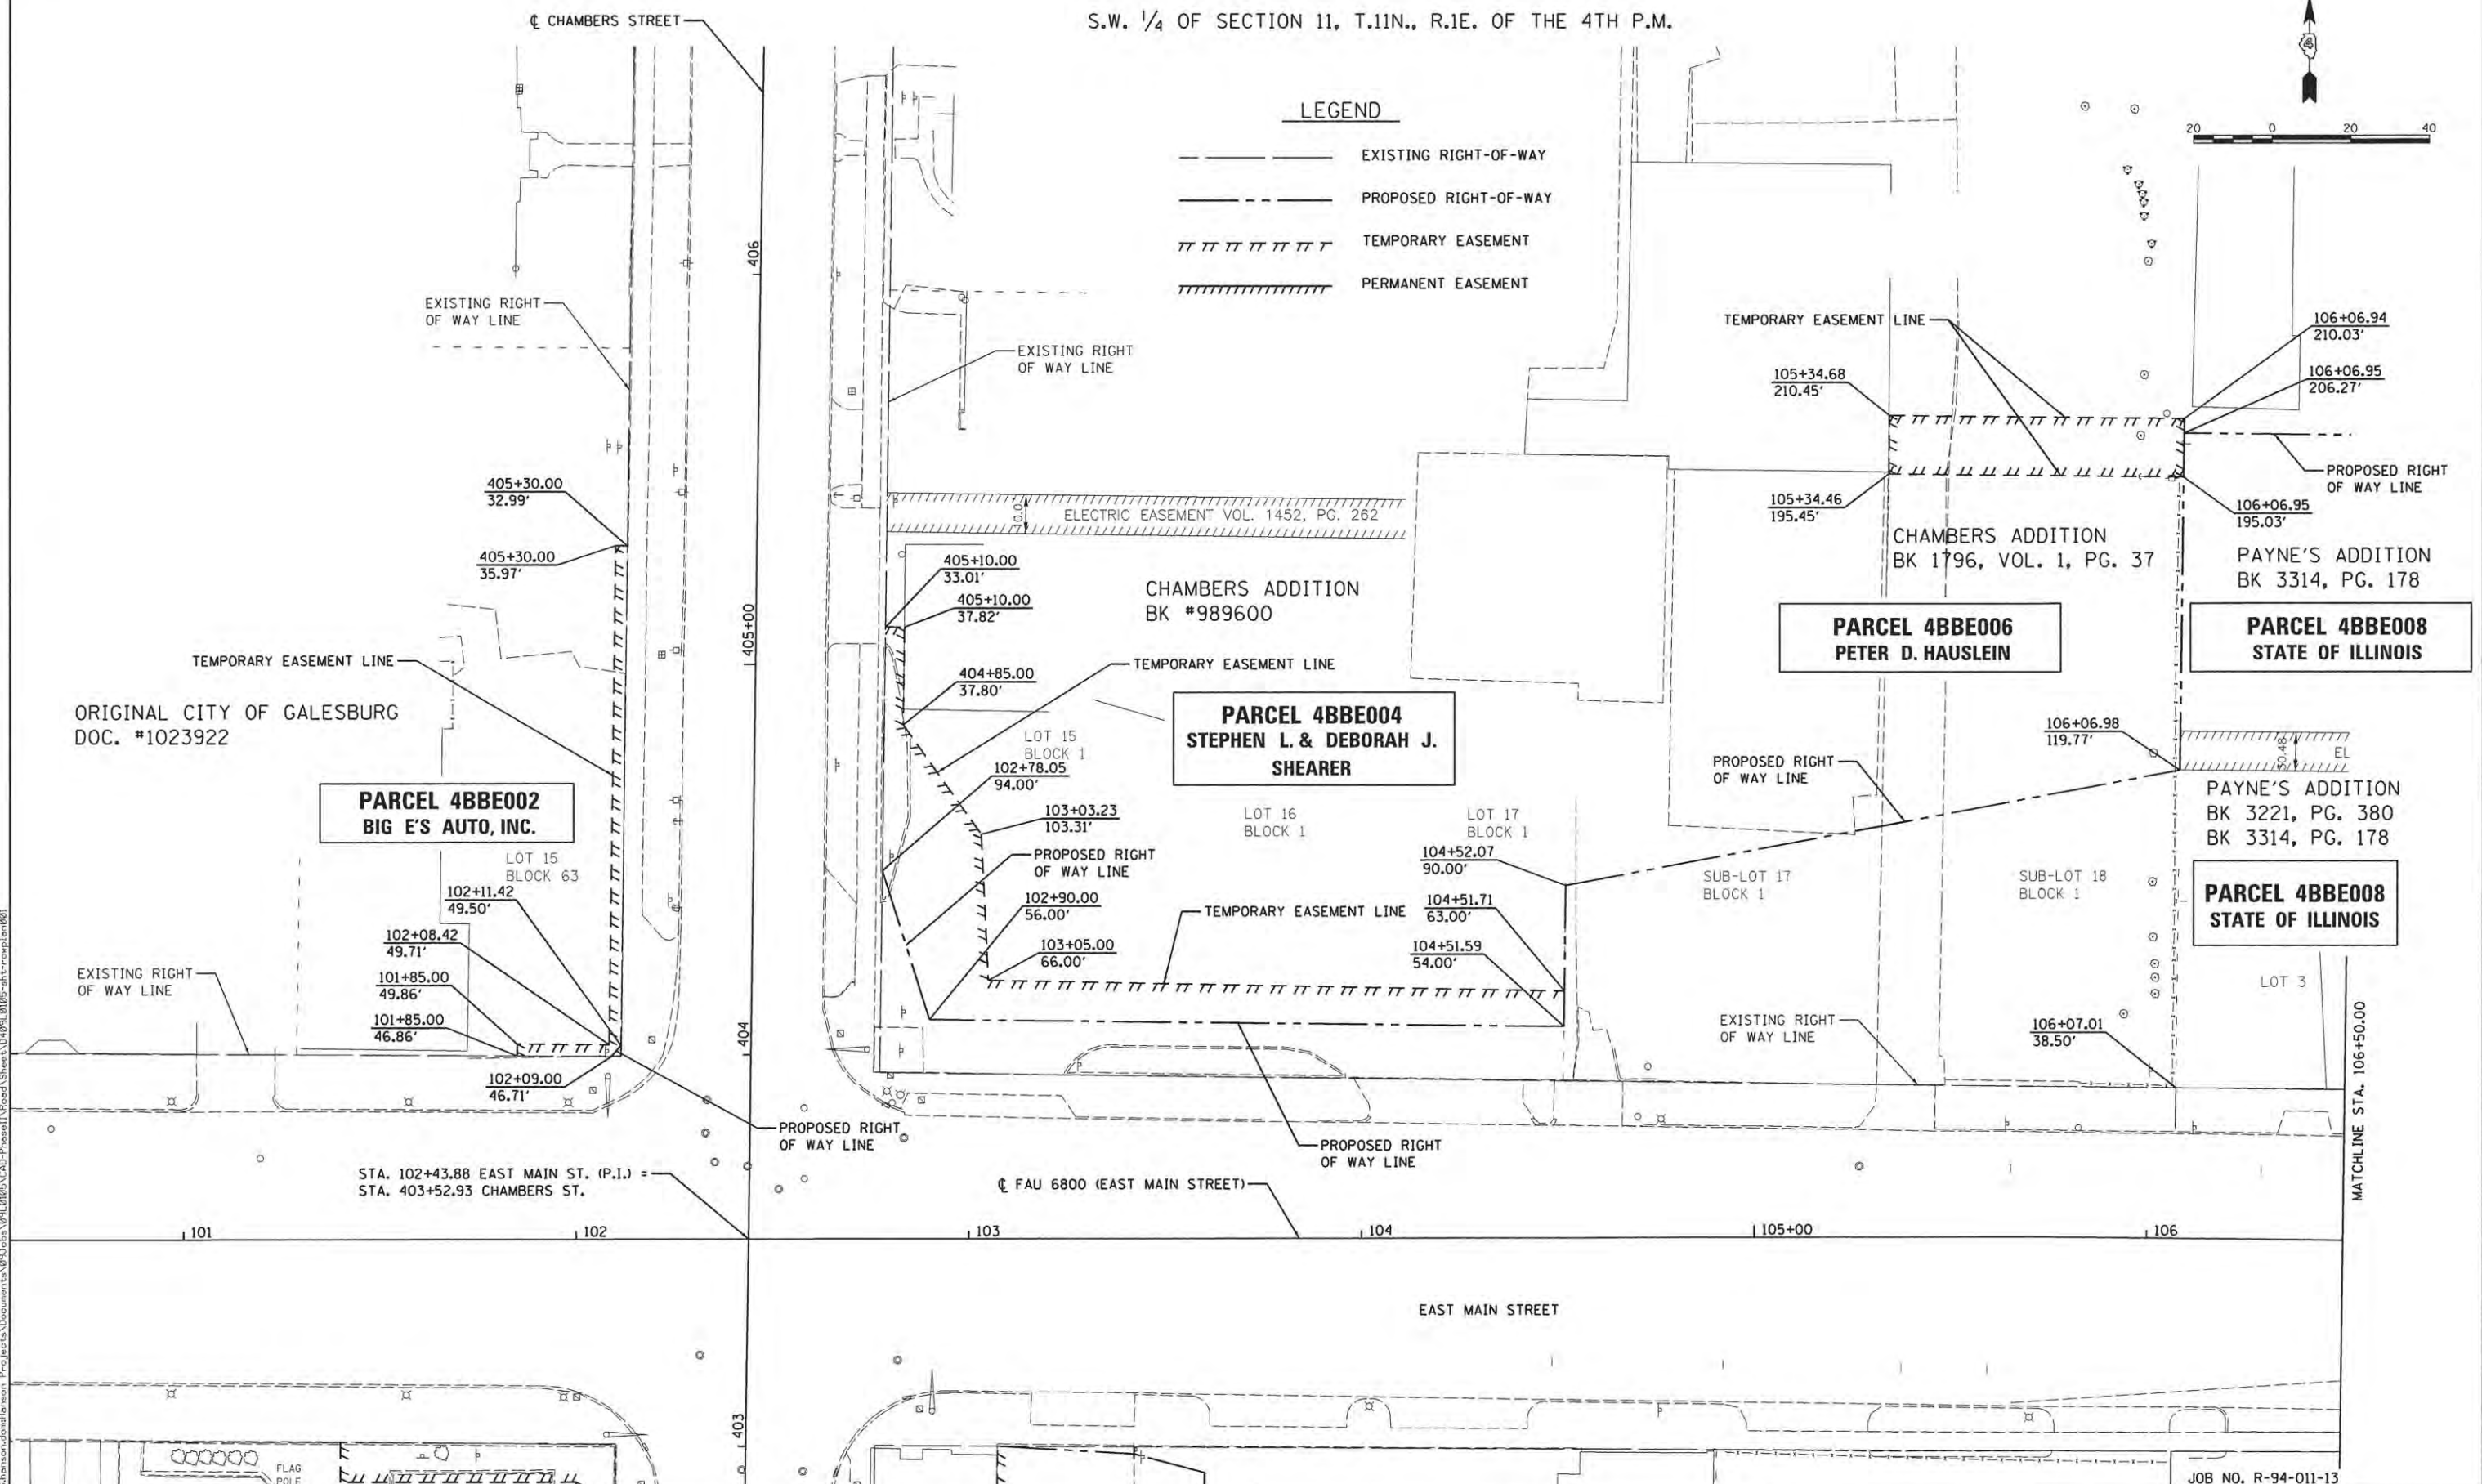 S.W. 1/4 OF SECTION 11, T.11N., R.1E. OF THE 4TH P.M.
℄ CHAMBERS STREET
4
20 0 20 40
LEGEND
EXISTING RIGHT-OF-WAY
PROPOSED RIGHT-OF-WAY
TEMPORARY EASEMENT
PERMANENT EASEMENT
406
EXISTING RIGHT
OF WAY LINE
EXISTING RIGHT
OF WAY LINE
TEMPORARY EASEMENT LINE
106+06.94
210.03'
106+06.95
206.27'
105+34.68
210.45'
PROPOSED RIGHT
OF WAY LINE
105+34.46
195.45'
106+06.95
195.03'
405+30.00
32.99'
405+30.00
35.97'
10.0'
ELECTRIC EASEMENT VOL. 1452, PG. 262
CHAMBERS ADDITION
BK 1796, VOL. 1, PG. 37
PAYNE'S ADDITION
BK 3314, PG. 178
405+10.00
33.01'
405+10.00
37.82'
CHAMBERS ADDITION
BK #989600
PARCEL 4BBE006
PETER D. HAUSLEIN
PARCEL 4BBE008
STATE OF ILLINOIS
405+00
TEMPORARY EASEMENT LINE
TEMPORARY EASEMENT LINE
404+85.00
37.80'
ORIGINAL CITY OF GALESBURG
DOC. #1023922
PARCEL 4BBE004
STEPHEN L. & DEBORAH J.
SHEARER
LOT 15
BLOCK 1
102+78.05
94.00'
106+06.98
119.77'
PROPOSED RIGHT
OF WAY LINE
EL
PARCEL 4BBE002
BIG E'S AUTO, INC.
LOT 15
BLOCK 63
103+03.23
103.31'
LOT 16
BLOCK 1
LOT 17
BLOCK 1
PAYNE'S ADDITION
BK 3221, PG. 380
BK 3314, PG. 178
PROPOSED RIGHT
OF WAY LINE
104+52.07
90.00'
SUB-LOT 17
BLOCK 1
SUB-LOT 18
BLOCK 1
PARCEL 4BBE008
STATE OF ILLINOIS
102+11.42
49.50'
102+08.42
49.71'
102+90.00
56.00'
TEMPORARY EASEMENT LINE
104+51.71
63.00'
103+05.00
66.00'
104+51.59
54.00'
EXISTING RIGHT
OF WAY LINE
101+85.00
49.86'
101+85.00
46.86'
LOT 3
EXISTING RIGHT
OF WAY LINE
106+07.01
38.50'
404
102+09.00
46.71'
MATCHLINE STA. 106+50.00
PROPOSED RIGHT
OF WAY LINE
PROPOSED RIGHT
OF WAY LINE
STA. 102+43.88 EAST MAIN ST. (P.I.) =
STA. 403+52.93 CHAMBERS ST.
℄ FAU 6800 (EAST MAIN STREET)
101 102 103 104 105+00 106
EAST MAIN STREET
403
FLAG
POLE
JOB NO. R-94-011-13